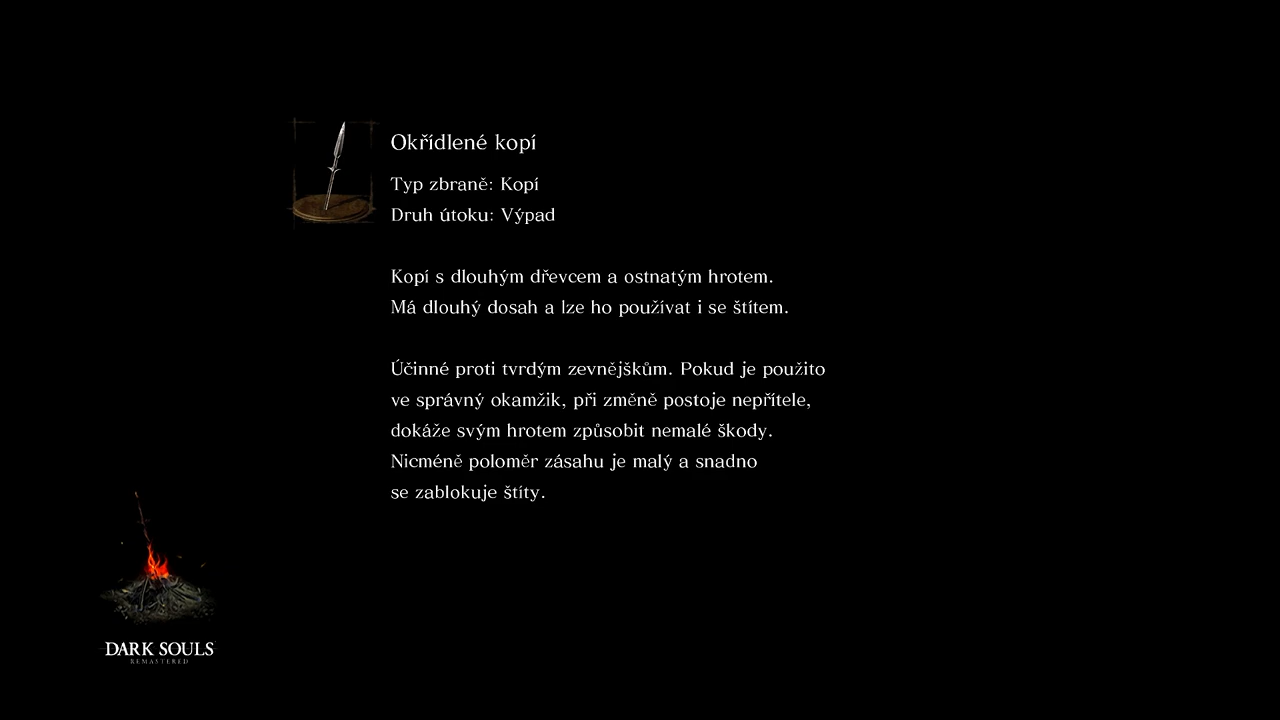 Okřídlené kopí
Typ zbraně: Kopí
Druh útoku: Výpad
Kopí s dlouhým dřevcem a ostnatým hrotem.
Má dlouhý dosah a lze ho používat i se štítem.
Účinné proti tvrdým zevnějškům. Pokud je použito
ve správný okamžik, při změně postoje nepřítele,
dokáže svým hrotem způsobit nemalé škody.
Nicméně poloměr zásahu je malý a snadno
se zablokuje štíty.
DARK SOULS
REMASTERED